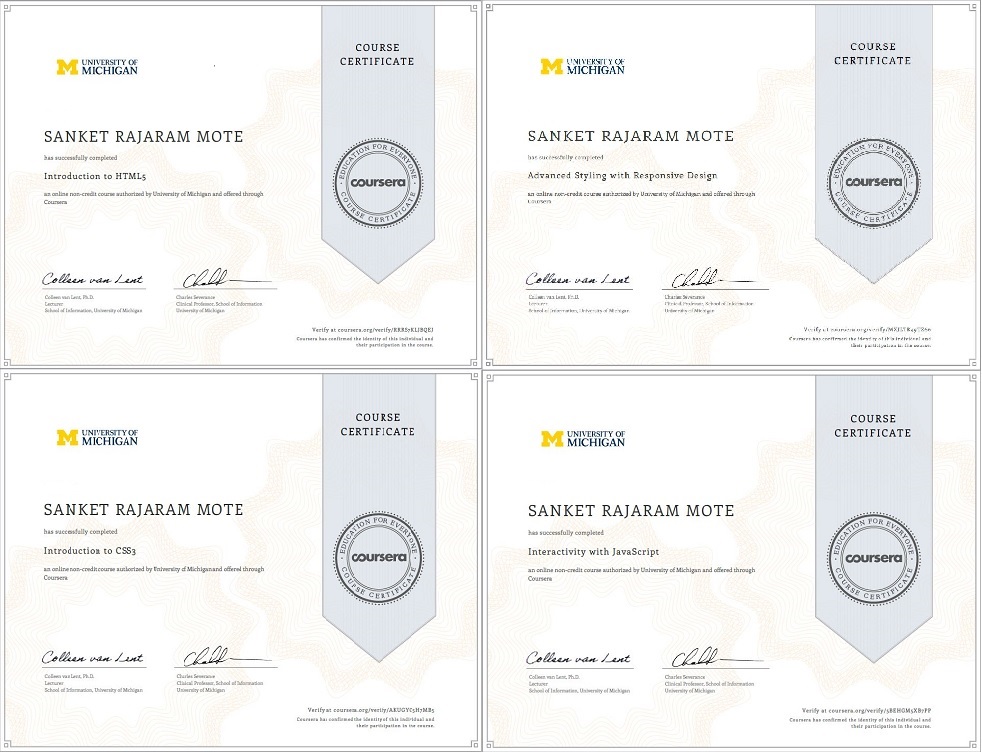 UNIVERSITY OF
MICHIGAN
COURSE
CERTIFICATE
SANKET RAJARAM MOTE
has successfully completed
Introduction to HTML5
an online non-credit course authorized by University of Michigan and offered through
Coursera
EDUCATION FOR EVERYONE
coursera
COURSE CERTIFICATE
Colleen van Lent
Colleen van Lent, Ph.D.
Lecturer
School of Information, University of Michigan
Charles Severance
Clinical Professor, School of Information
University of Michigan
Verify at coursera.org/verify/
Coursera has confirmed the identity of this individual and
their participation in the course.
UNIVERSITY OF
MICHIGAN
COURSE
CERTIFICATE
SANKET RAJARAM MOTE
has successfully completed
Advanced Styling with Responsive Design
an online non-credit course authorized by University of Michigan and offered through
Coursera
EDUCATION FOR EVERYONE
coursera
COURSE CERTIFICATE
Colleen van Lent
Colleen van Lent, Ph.D.
Lecturer
School of Information, University of Michigan
Charles Severance
Clinical Professor, School of Information
University of Michigan
Verify at coursera.org/verify/
Coursera has confirmed the identity of this individual and
their participation in the course.
UNIVERSITY OF
MICHIGAN
COURSE
CERTIFICATE
SANKET RAJARAM MOTE
has successfully completed
Introduction to CSS3
an online non-credit course authorized by University of Michigan and offered through
Coursera
EDUCATION FOR EVERYONE
coursera
COURSE CERTIFICATE
Colleen van Lent
Colleen van Lent, Ph.D.
Lecturer
School of Information, University of Michigan
Charles Severance
Clinical Professor, School of Information
University of Michigan
Verify at coursera.org/verify/
Coursera has confirmed the identity of this individual and
their participation in the course.
UNIVERSITY OF
MICHIGAN
COURSE
CERTIFICATE
SANKET RAJARAM MOTE
has successfully completed
Interactivity with JavaScript
an online non-credit course authorized by University of Michigan and offered through
Coursera
EDUCATION FOR EVERYONE
coursera
COURSE CERTIFICATE
Colleen van Lent
Colleen van Lent, Ph.D.
Lecturer
School of Information, University of Michigan
Charles Severance
Clinical Professor, School of Information
University of Michigan
Verify at coursera.org/verify/
Coursera has confirmed the identity of this individual and
their participation in the course.